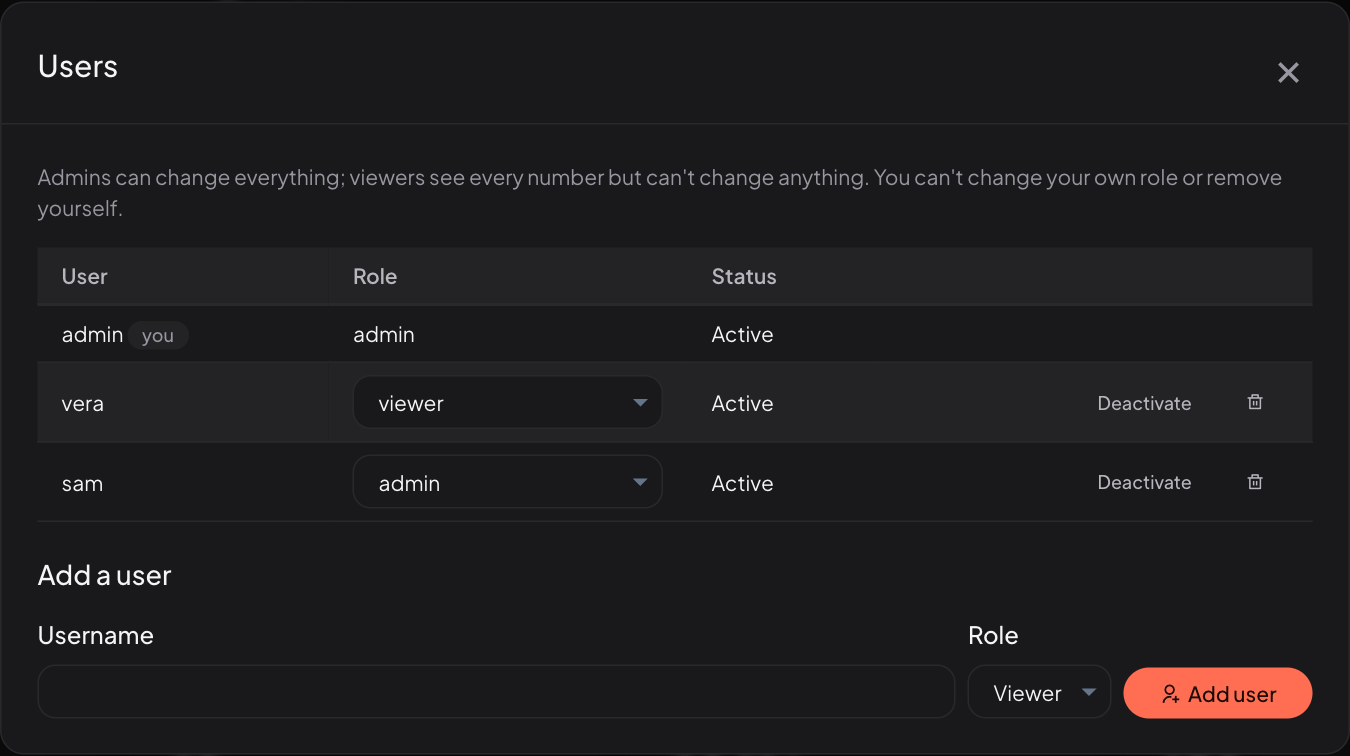 Users
Admins can change everything; viewers see every number but can't change anything. You can't change your own role or remove
yourself.
User Role Status
admin you admin Active
vera viewer Active Deactivate
sam admin Active Deactivate
Add a user
Username Role
Viewer Add user